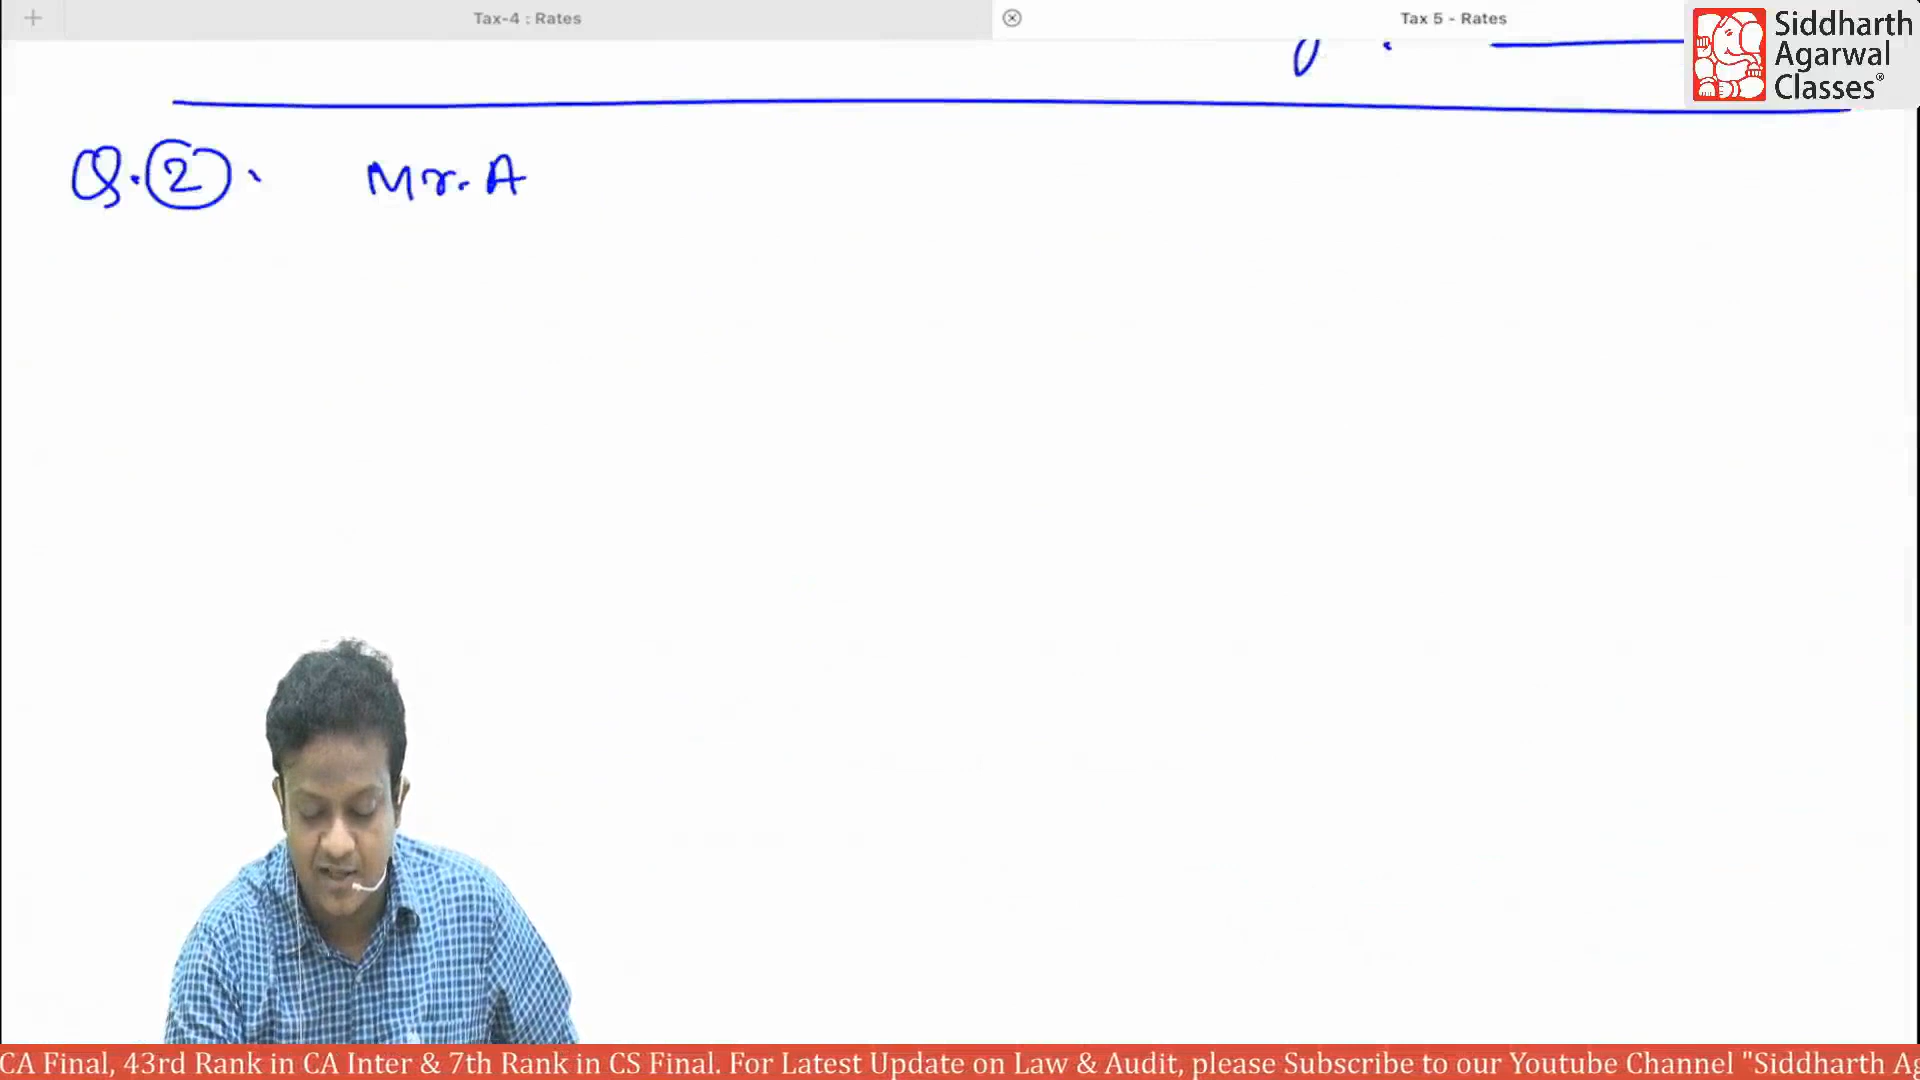 Tax-4 : Rates
Tax 5 - Rates
Siddharth
Agarwal
Classes®
Q. 2. Mr. A
CA Final, 43rd Rank in CA Inter & 7th Rank in CS Final. For Latest Update on Law & Audit, please Subscribe to our Youtube Channel "Siddharth Ag